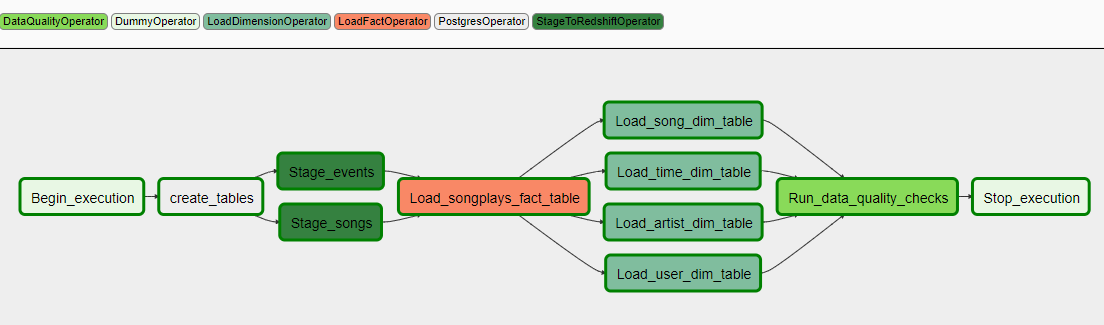 DataQualityOperator DummyOperator LoadDimensionOperator LoadFactOperator PostgresOperator StageToRedshiftOperator
Load_song_dim_table
Stage_events
Load_time_dim_table
Begin_execution create_tables Load_songplays_fact_table Run_data_quality_checks Stop_execution
Stage_songs
Load_artist_dim_table
Load_user_dim_table